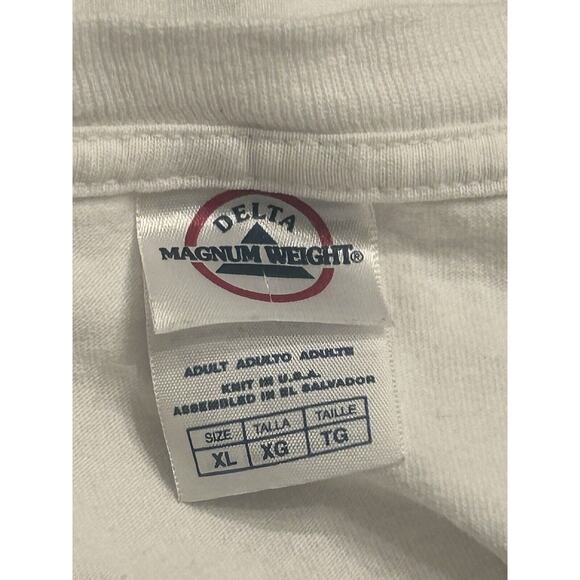 DELTA
MAGNUM WEIGHT®
ADULT ADULTO ADULTE
KNIT IN U.S.A.
ASSEMBLED IN EL SALVADOR
SIZE TALLA TAILLE
XL XG TG